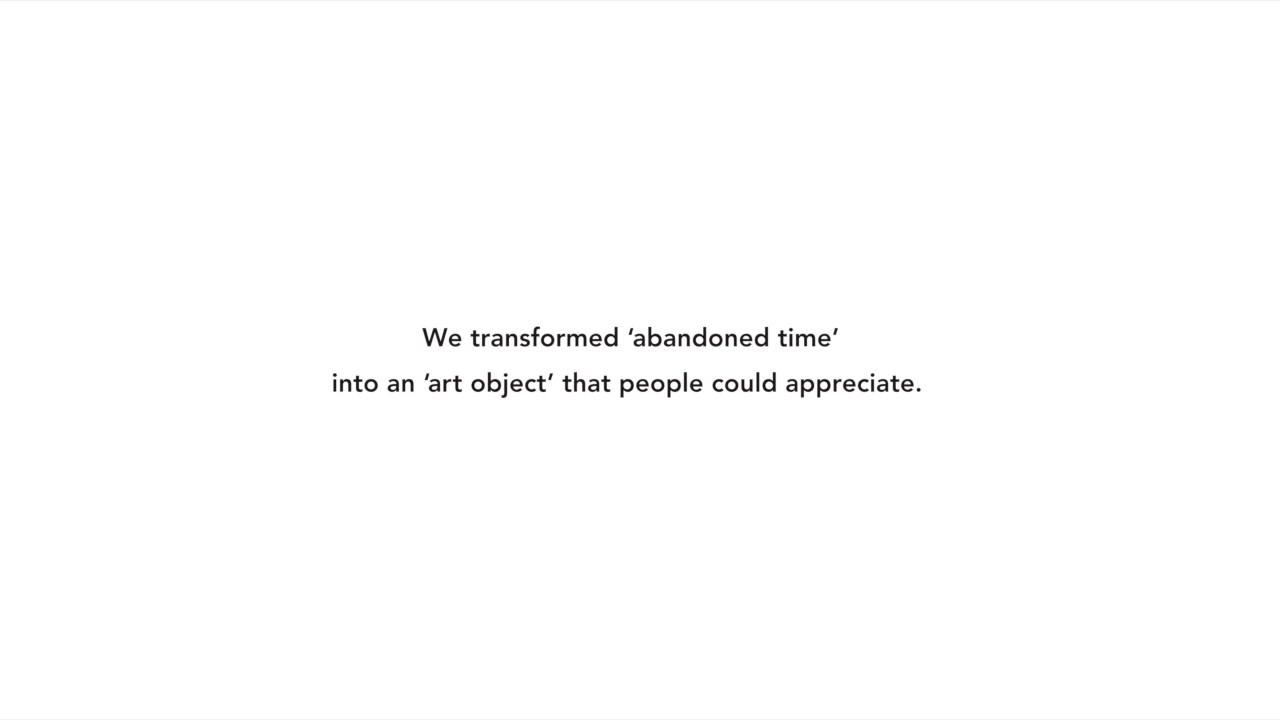 We transformed ‘abandoned time’
into an ‘art object’ that people could appreciate.